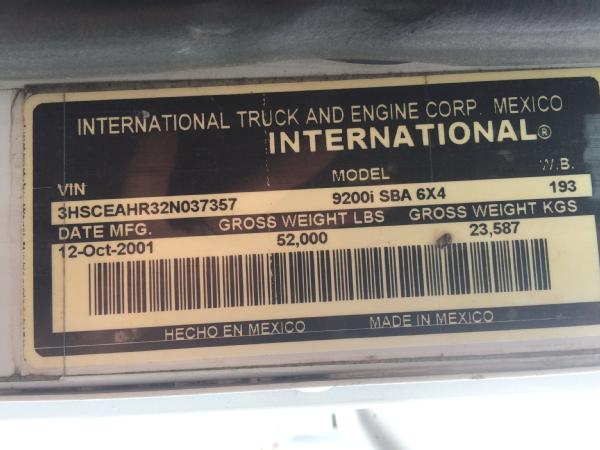 INTERNATIONAL TRUCK AND ENGINE CORP. MEXICO
INTERNATIONAL®
VIN MODEL W.B.
3HSCEAHR32N037357 9200i SBA 6X4 193
DATE MFG. GROSS WEIGHT LBS GROSS WEIGHT KGS
12-Oct-2001 52,000 23,587
HECHO EN MEXICO MADE IN MEXICO